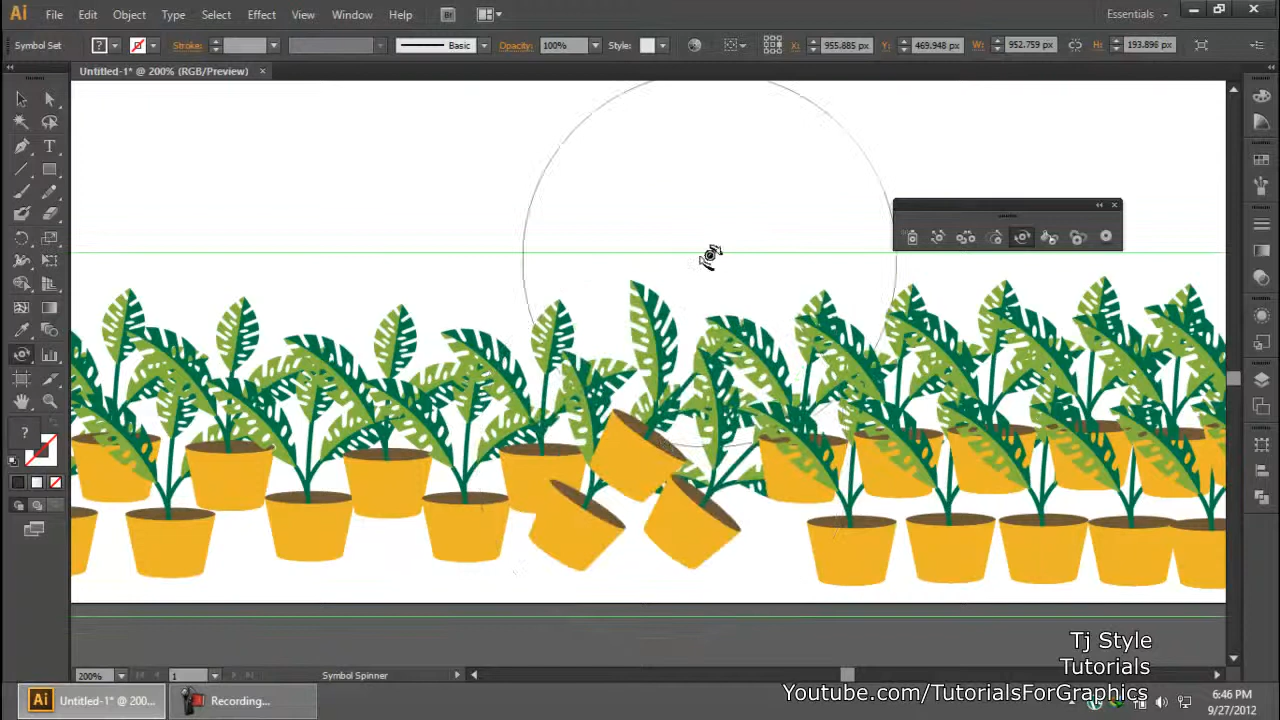 Ai File Edit Object Type Select Effect View Window Help Br Essentials
Symbol Set ? Stroke: Basic Opacity: 100% Style: X: 955.885 px Y: 469.948 px W: 952.759 px H: 193.896 px
Untitled-1* @ 200% (RGB/Preview)
T
?
Tj Style
Tutorials
Youtube.com/TutorialsForGraphics
200% 1 Symbol Spinner
Ai Untitled-1* @ 200... Recording... 6:46 PM
9/27/2012